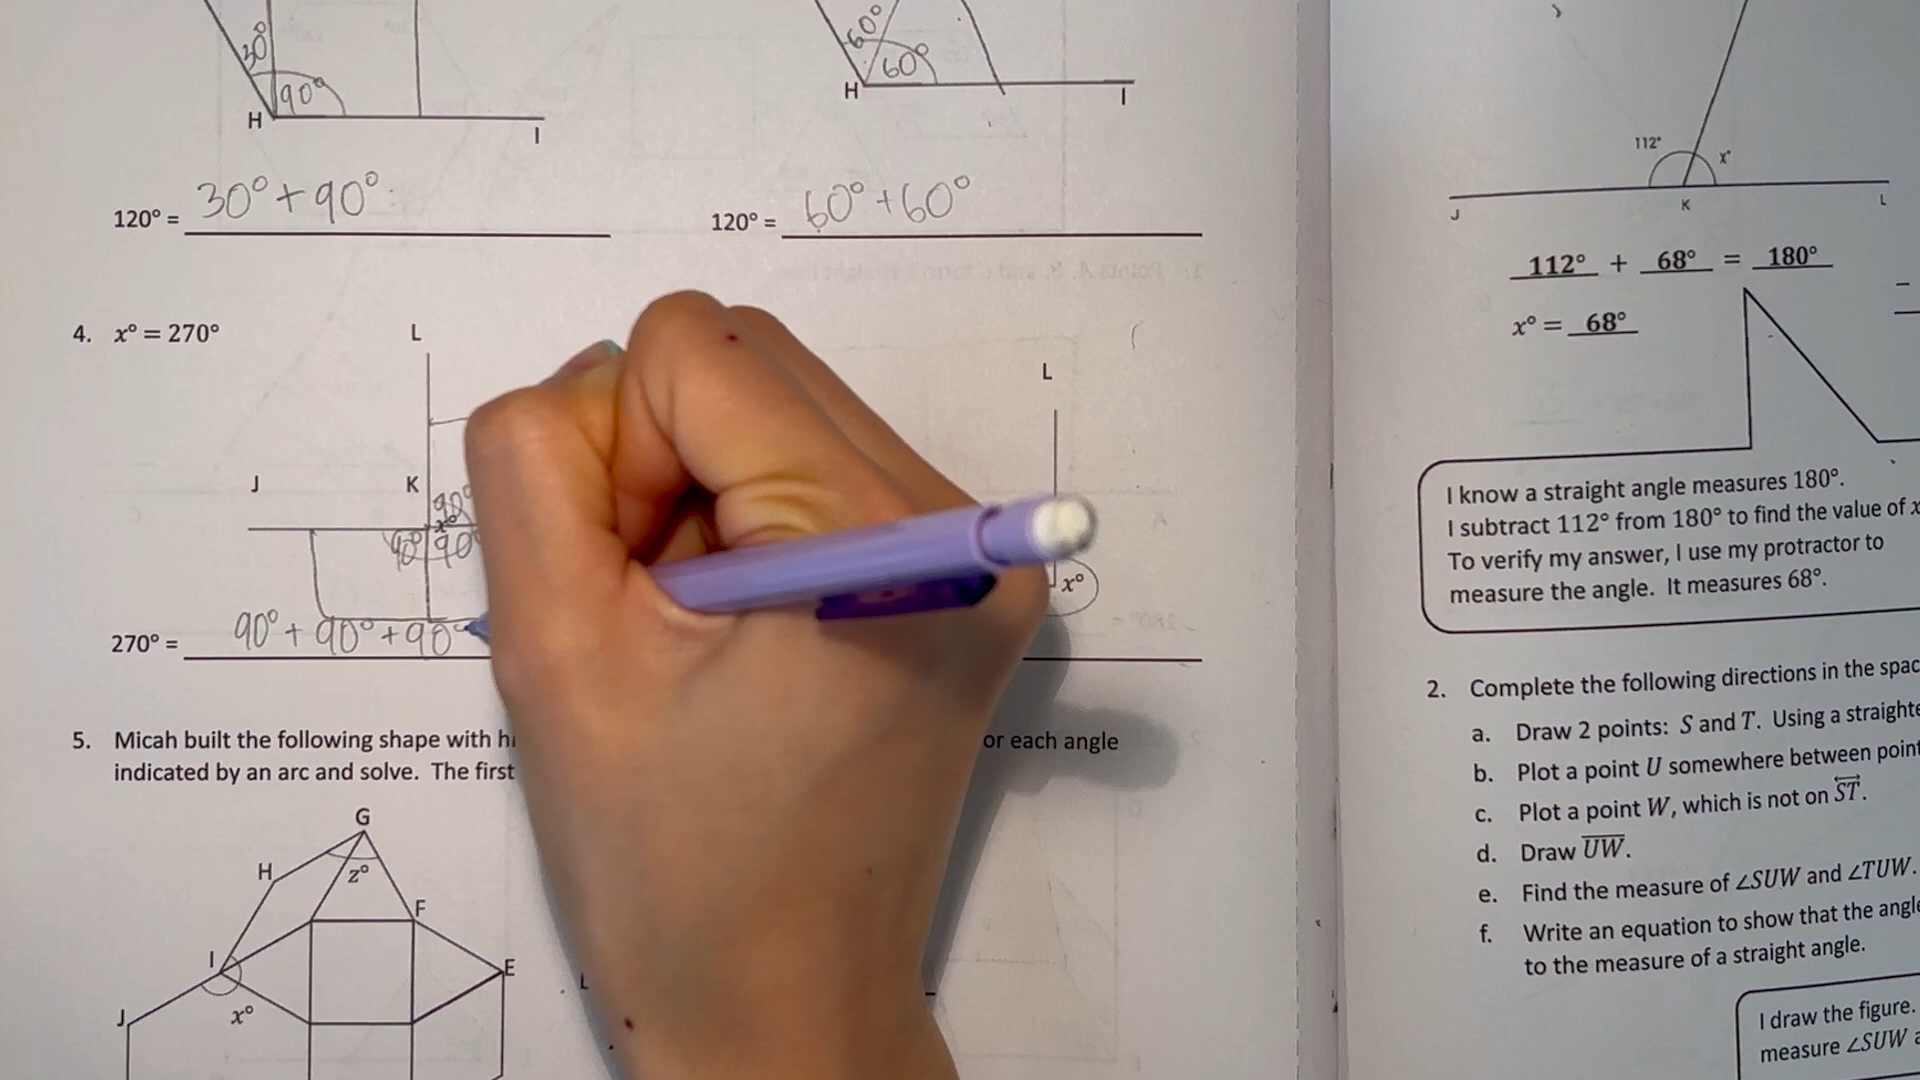 30°
90°
H
I
120° = 30° + 90°
60°
60°
H
I
120° = 60° + 60°
4. x° = 270°
L
J
K
90°
x°
90° 90°
270° = 90° + 90° + 90°
L
x°
5. Micah built the following shape with
or each angle
indicated by an arc and solve. The first
G
H
z°
F
I
E
J
x°
L
112°
x°
J
K
L
112° + 68° = 180°
x° = 68°
I know a straight angle measures 180°.
I subtract 112° from 180° to find the value of x
To verify my answer, I use my protractor to
measure the angle. It measures 68°.
2. Complete the following directions in the spac
a. Draw 2 points: S and T. Using a straighte
b. Plot a point U somewhere between point
c. Plot a point W, which is not on ST.
d. Draw UW.
e. Find the measure of ∠SUW and ∠TUW.
f. Write an equation to show that the angle
to the measure of a straight angle.
I draw the figure.
measure ∠SUW a